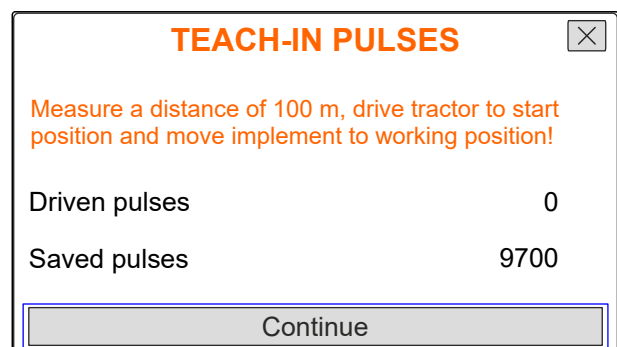 TEACH-IN PULSES
Measure a distance of 100 m, drive tractor to start
position and move implement to working position!
Driven pulses 0
Saved pulses 9700
Continue